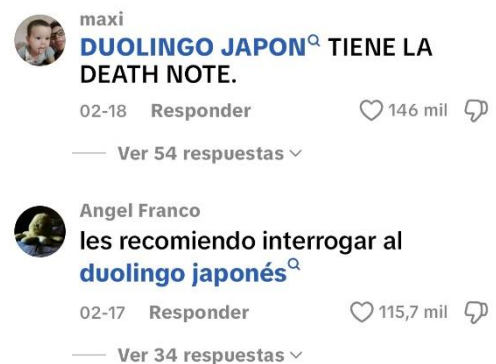 maxi
DUOLINGO JAPON TIENE LA
DEATH NOTE.
02-18 Responder 146 mil
Ver 54 respuestas
Angel Franco
les recomiendo interrogar al
duolingo japonés
02-17 Responder 115,7 mil
Ver 34 respuestas